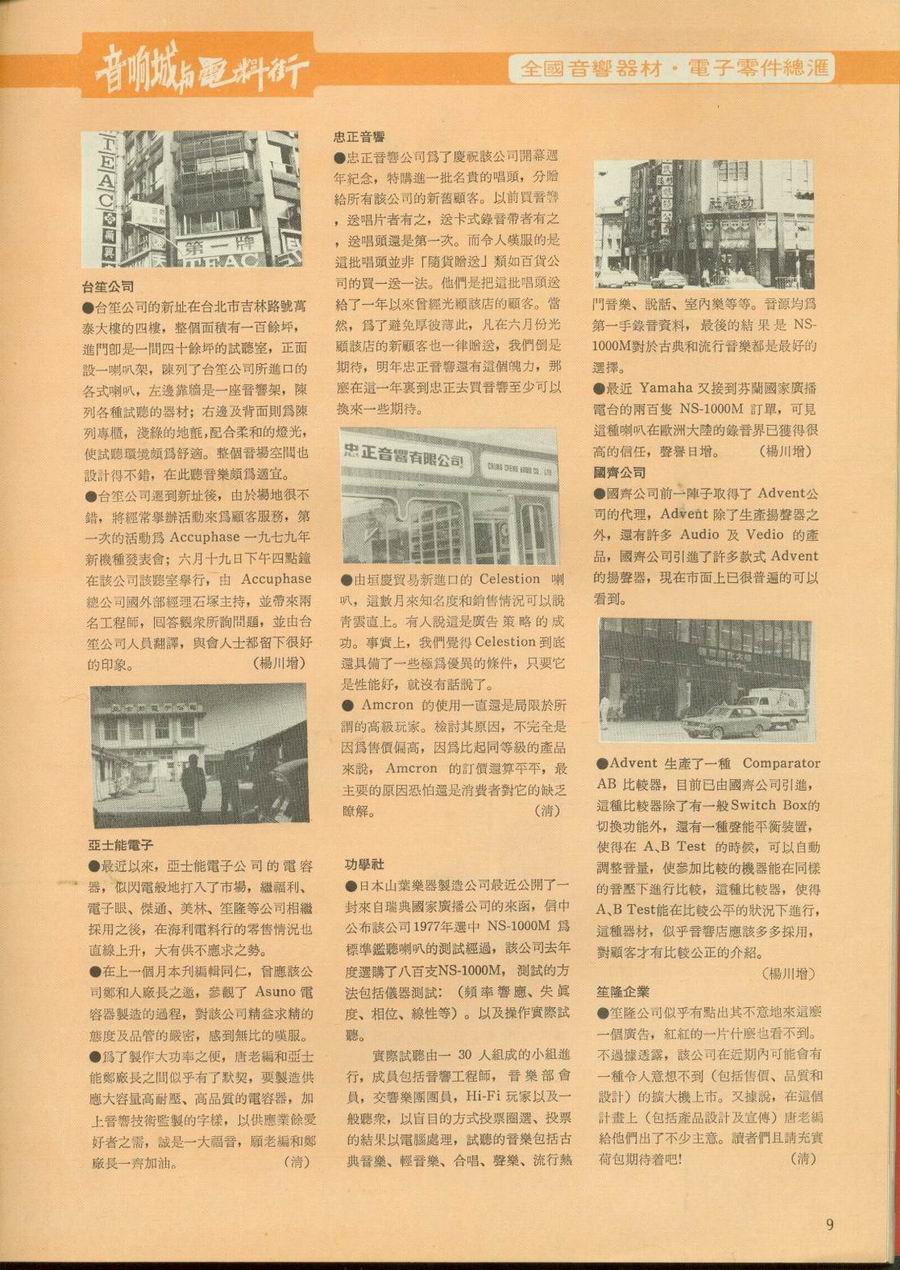 音响城與電料街
全國音響器材・電子零件總滙
TEAC
第一牌
TEAC
台笙公司
●台笙公司的新址在台北市吉林路號萬
泰大樓的四樓，整個面積有一百餘坪，
進門卽是一間四十餘坪的試聽室，正面
設一喇叭架，陳列了台笙公司所進口的
各式喇叭，左邊靠牆是一座音響架，陳
列各種試聽的器材；右邊及背面則爲陳
列專櫃，淺綠的地氈，配合柔和的燈光，
使試聽環境頗爲舒適。整個音場空間也
設計得不錯，在此聽音樂頗爲適宜。
●台笙公司遷到新址後，由於場地很不
錯，將經常舉辦活動來爲顧客服務，第
一次的活動爲 Accuphase 一九七九年
新機種發表會；六月十九日下午四點鐘
在該公司該聽室舉行，由 Accuphase
總公司國外部經理石塚主持，並帶來兩
名工程師，回答觀衆所詢問題，並由台
笙公司人員翻譯，與會人士都留下很好
的印象。（楊川增）
亞士能電子
●最近以來，亞士能電子公司的電容
器，似閃電般地打入了市場，繼福利、
電子眼、傑通、美林、笙隆等公司相繼
採用之後，在海利電料行的零售情況也
直線上升，大有供不應求之勢。
●在上一個月本刋編輯同仁，曾應該公
司鄭和人廠長之邀，參觀了 Asuno 電
容器製造的過程，對該公司精益求精的
態度及品管的嚴密，感到無比的嘆服。
●爲了製作大功率之便，唐老編和亞士
能鄭廠長之間似乎有了默契，要製造供
應大容量高耐壓、高品質的電容器，加
上音響技術監製的字樣，以供應業餘愛
好者之需，誠是一大福音，願老編和鄭
廠長一齊加油。（淸）
忠正音響
●忠正音響公司爲了慶祝該公司開幕週
年紀念，特購進一批名貴的唱頭，分贈
給所有該公司的新舊顧客。以前買音響
，送唱片者有之，送卡式錄音帶者有之
，送唱頭還是第一次。而令人嘆服的是
這批唱頭並非「隨貨贈送」類如百貨公
司的買一送一法。他們是把這批唱頭送
給了一年以來曾經光顧該店的顧客。當
然，爲了避免厚彼薄此，凡在六月份光
顧該店的新顧客也一律贈送，我們倒是
期待，明年忠正音響還有這個魄力，那
麼在這一年裏到忠正去買音響至少可以
換來一些期待。
忠正音響有限公司
CHUNG CHENG AUDIO CO., LTD
●由垣慶貿易新進口的 Celestion 喇
叭，這數月來知名度和銷售情況可以說
靑雲直上。有人說這是廣告策略的成
功。事實上，我們覺得 Celestion 到底
還具備了一些極爲優異的條件，只要它
是性能好，就沒有話說了。
● Amcron 的使用一直還是局限於所
謂的高級玩家。檢討其原因，不完全是
因爲售價偏高，因爲比起同等級的產品
來說， Amcron 的訂價還算平平，最
主要的原因恐怕還是消費者對它的缺乏
瞭解。（淸）
功學社
●日本山葉樂器製造公司最近公開了一
封來自瑞典國家廣播公司的來函，信中
公布該公司1977年選中 NS-1000M 爲
標準鑑聽喇叭的測試經過，該公司去年
度選購了八百支NS-1000M，測試的方
法包括儀器測試：（頻率響應、失眞
度、相位、線性等）。以及操作實際試
聽。
實際試聽由一 30 人組成的小組進
行，成員包括音響工程師，音樂部會
員，交響樂團團員，Hi-Fi 玩家以及一
般聽衆，以盲目的方式投票圈選、投票
的結果以電腦處理，試聽的音樂包括古
典音樂、輕音樂、合唱、聲樂、流行熱
功學社
門音樂、說話、室內樂等等。音源均爲
第一手錄音資料，最後的結果是 NS-
1000M對於古典和流行音樂都是最好的
選擇。
●最近 Yamaha 又接到芬蘭國家廣播
電台的兩百隻 NS-1000M 訂單，可見
這種喇叭在歐洲大陸的錄音界已獲得很
高的信任，聲譽日增。（楊川增）
國齊公司
●國齊公司前一陣子取得了 Advent公
司的代理，Advent 除了生產揚聲器之
外，還有許多 Audio 及 Vedio 的產
品，國齊公司引進了許多款式 Advent
的揚聲器，現在市面上已很普遍的可以
看到。
●Advent 生產了一種 Comparator
AB 比較器，目前已由國齊公司引進，
這種比較器除了有一般Switch Box的
切換功能外，還有一種聲能平衡裝置，
使得在 A、B Test 的時候，可以自動
調整音量，使參加比較的機器能在同樣
的音壓下進行比較，這種比較器，使得
A、B Test能在比較公平的狀況下進行，
這種器材，似乎音響店應該多多採用，
對顧客才有比較公正的介紹。
（楊川增）
笙隆企業
●笙隆公司似乎有點出其不意地來這麼
一個廣告，紅紅的一片什麼也看不到。
不過據透露，該公司在近期內可能會有
一種令人意想不到（包括售價、品質和
設計）的擴大機上市。又據說，在這個
計畫上（包括產品設計及宣傳）唐老編
給他們出了不少主意。讀者們且請充實
荷包期待着吧!（淸）
9